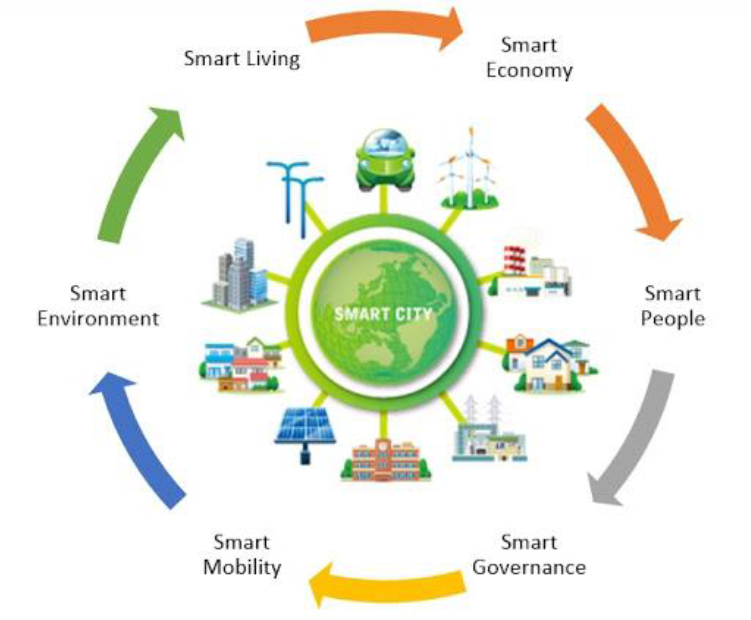 Smart Living
Smart
Economy
Smart
People
Smart
Governance
Smart
Mobility
Smart
Environment
SMART CITY